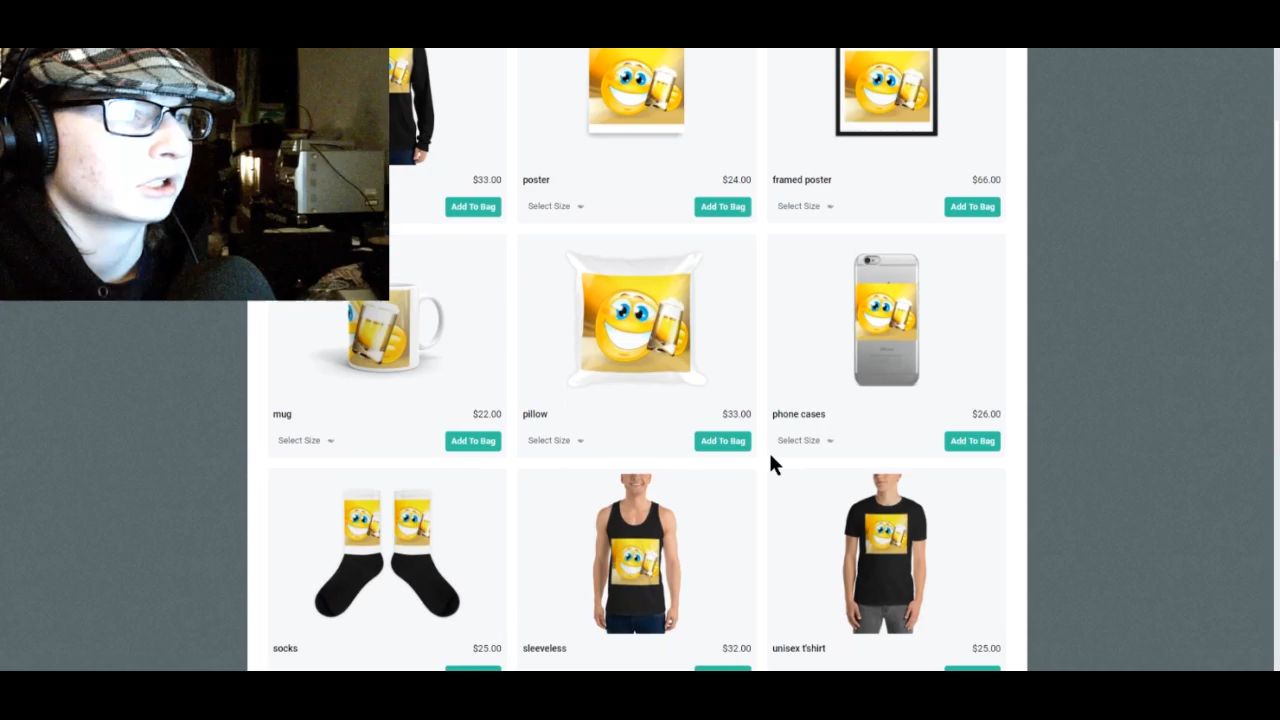 $33.00
Add To Bag
poster $24.00
Select Size Add To Bag
framed poster $66.00
Select Size Add To Bag
mug $22.00
Select Size Add To Bag
pillow $33.00
Select Size Add To Bag
phone cases $26.00
Select Size Add To Bag
socks $25.00
sleeveless $32.00
unisex t'shirt $25.00